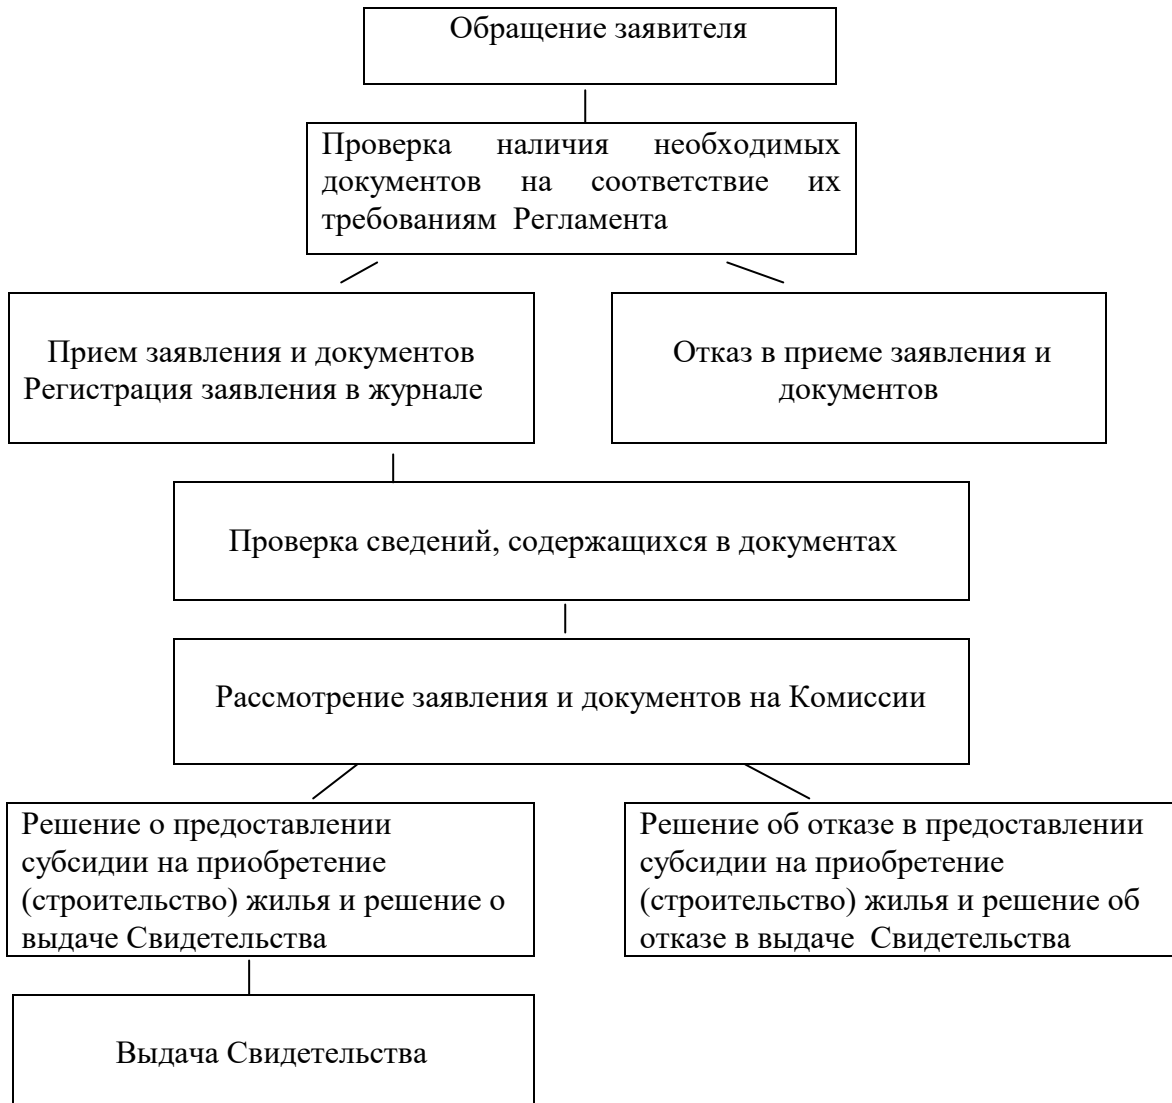 Обращение заявителя
Проверка наличия необходимых
документов на соответствие их
требованиям Регламента
Прием заявления и документов
Регистрация заявления в журнале
Отказ в приеме заявления и
документов
Проверка сведений, содержащихся в документах
Рассмотрение заявления и документов на Комиссии
Решение о предоставлении
субсидии на приобретение
(строительство) жилья и решение о
выдаче Свидетельства
Решение об отказе в предоставлении
субсидии на приобретение
(строительство) жилья и решение об
отказе в выдаче Свидетельства
Выдача Свидетельства